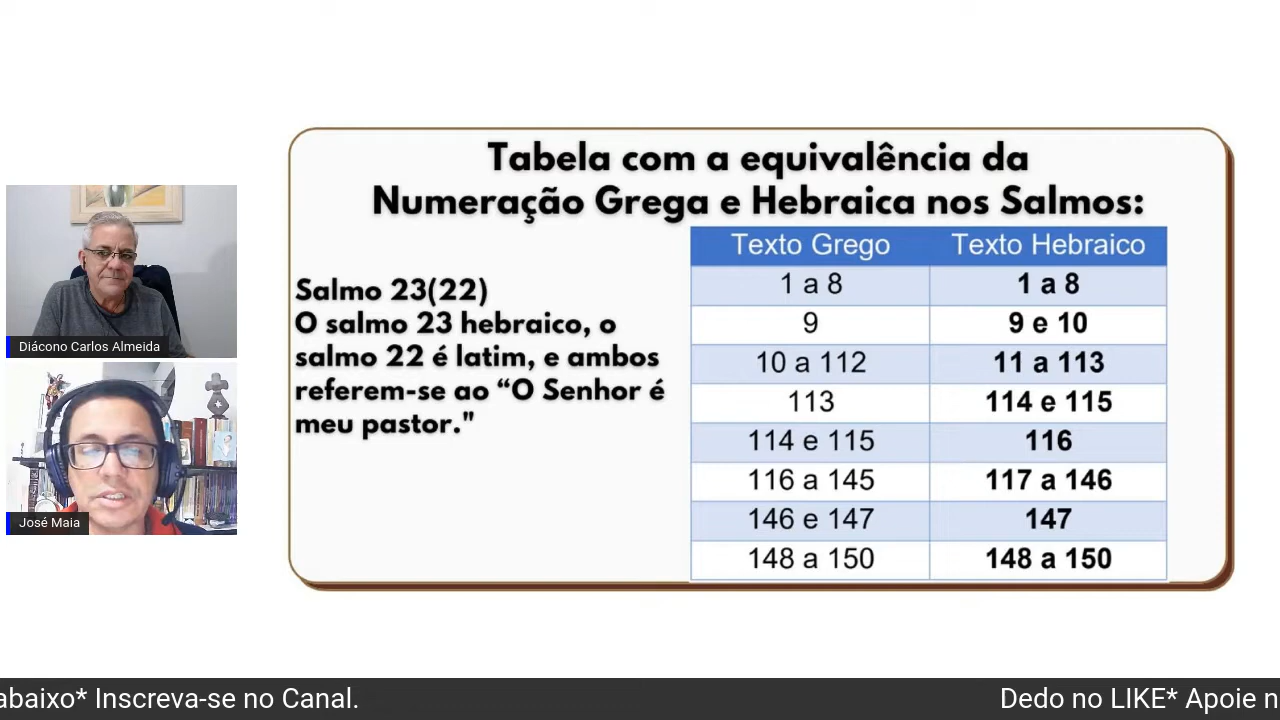 Tabela com a equivalência da
Numeração Grega e Hebraica nos Salmos:
Salmo 23(22)
O salmo 23 hebraico, o
salmo 22 é latim, e ambos
referem-se ao “O Senhor é
meu pastor."
Texto Grego Texto Hebraico
1 a 8 1 a 8
9 9 e 10
10 a 112 11 a 113
113 114 e 115
114 e 115 116
116 a 145 117 a 146
146 e 147 147
148 a 150 148 a 150
Diácono Carlos Almeida
José Maia
abaixo* Inscreva-se no Canal. Dedo no LIKE* Apoie n